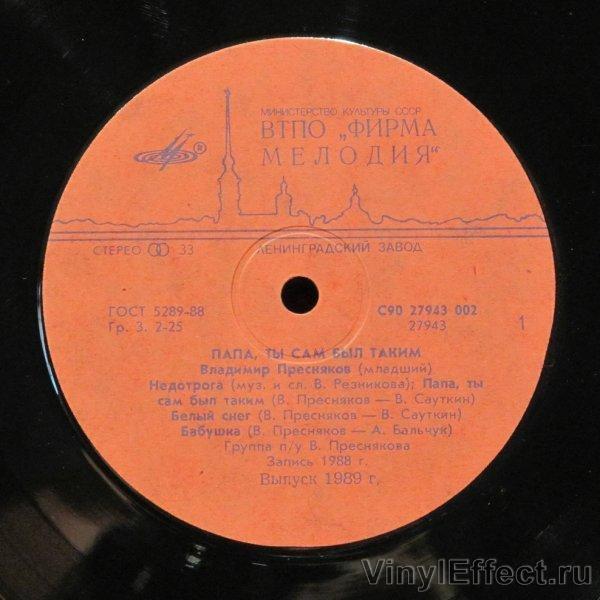 МИНИСТЕРСТВО КУЛЬТУРЫ СССР
ВТПО „ФИРМА
МЕЛОДИЯ"
®
СТЕРЕО 33
ЛЕНИНГРАДСКИЙ ЗАВОД
ГОСТ 5289-88
Гр. 3. 2-25
С90 27943 002
27943
1
ПАПА, ТЫ САМ БЫЛ ТАКИМ
Владимир Пресняков (младший)
Недотрога (муз. и сл. В. Резникова); Папа, ты
сам был таким (В. Пресняков — В. Сауткин)
Белый снег (В. Пресняков — В. Сауткин)
Бабушка (В. Пресняков — А. Бальчук)
Группа п/у В. Преснякова
Запись 1988 г.
Выпуск 1989 г,
VinylEffect.ru